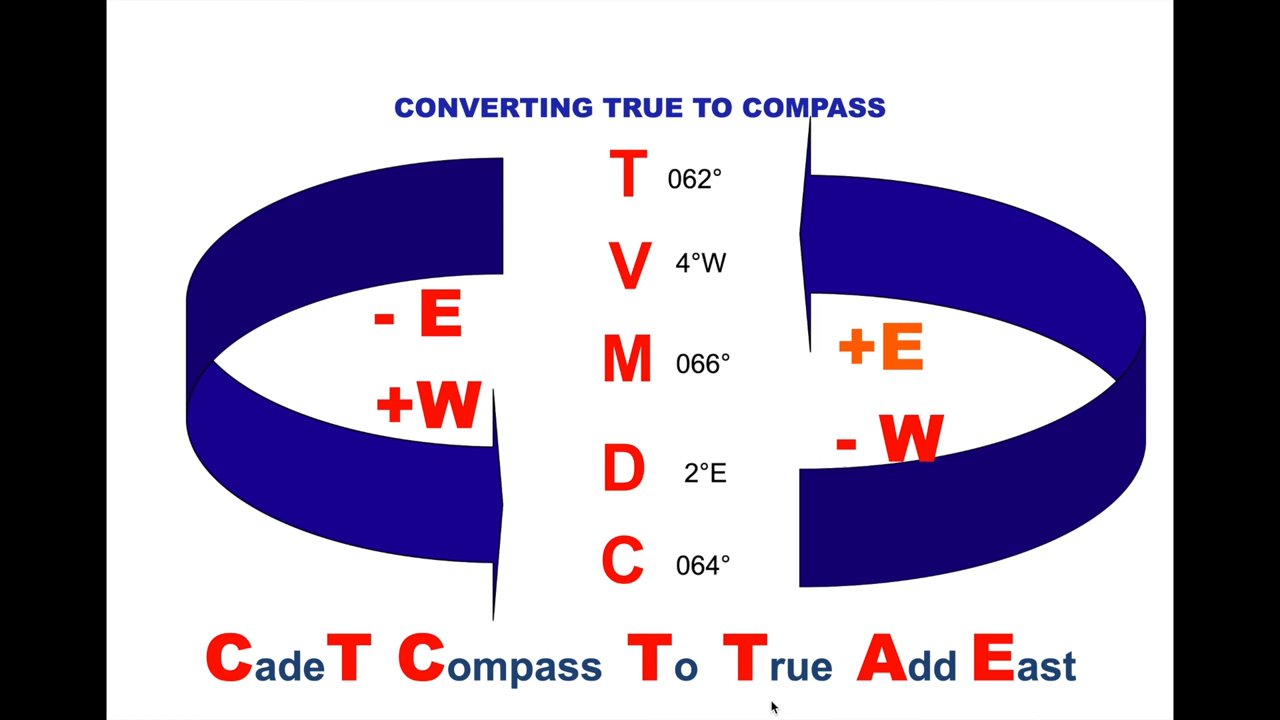 CONVERTING TRUE TO COMPASS
T 062°
V 4°W
- E
+E
M 066°
+W
- W
D 2°E
C 064°
CadeT Compass To True Add East